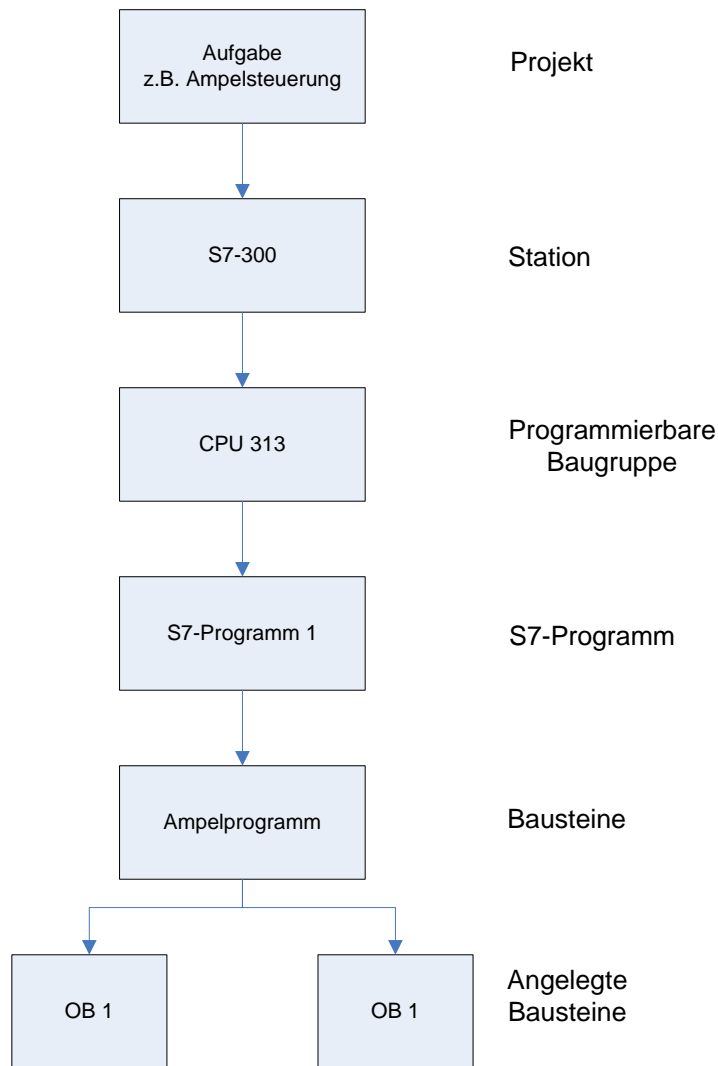 Aufgabe
z.B. Ampelsteuerung
Projekt
S7-300
Station
CPU 313
Programmierbare
Baugruppe
S7-Programm 1
S7-Programm
Ampelprogramm
Bausteine
OB 1
OB 1
Angelegte
Bausteine